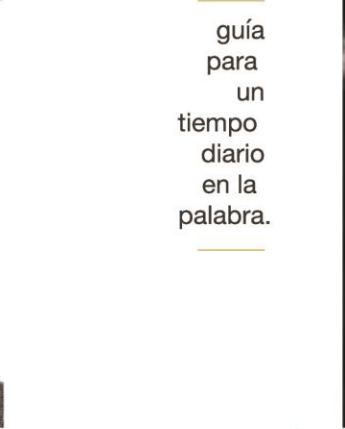 guía
para
un
tiempo
diario
en la
palabra.